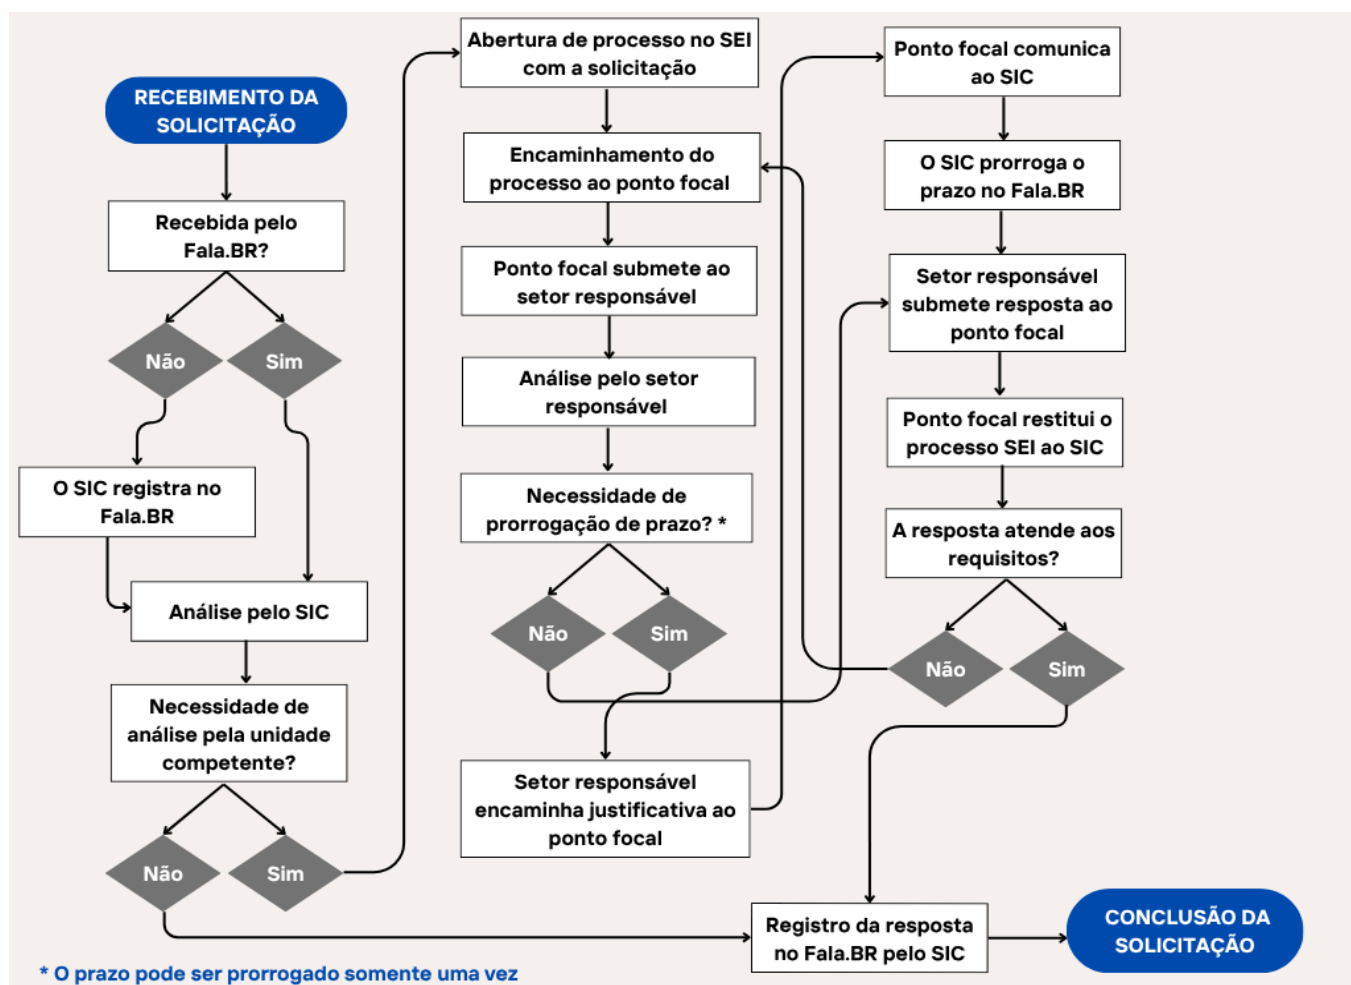 RECEBIMENTO DA
SOLICITAÇÃO
Recebida pelo
Fala.BR?
Não
Sim
O SIC registra no
Fala.BR
Análise pelo SIC
Necessidade de
análise pela unidade
competente?
Não
Sim
Abertura de processo no SEI
com a solicitação
Encaminhamento do
processo ao ponto focal
Ponto focal submete ao
setor responsável
Análise pelo setor
responsável
Necessidade de
prorrogação de prazo? *
Não
Sim
Setor responsável
encaminha justificativa ao
ponto focal
Ponto focal comunica
ao SIC
O SIC prorroga o
prazo no Fala.BR
Setor responsável
submete resposta ao
ponto focal
Ponto focal restitui o
processo SEI ao SIC
A resposta atende aos
requisitos?
Não
Sim
Registro da resposta
no Fala.BR pelo SIC
CONCLUSÃO DA
SOLICITAÇÃO
* O prazo pode ser prorrogado somente uma vez